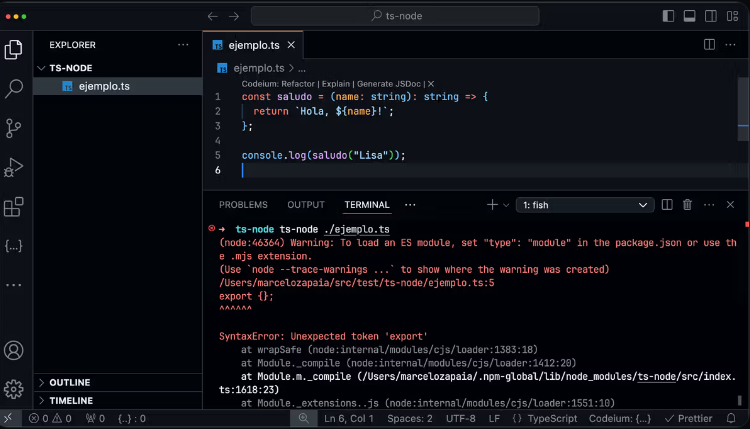 ts-node
EXPLORER
TS-NODE
ejemplo.ts
OUTLINE
TIMELINE
ejemplo.ts
ejemplo.ts > ...
Codeium: Refactor | Explain | Generate JSDoc | X
1 const saludo = (name: string): string => {
2 return `Hola, ${name}!`;
3 };
4
5 console.log(saludo("Lisa"));
6
PROBLEMS OUTPUT TERMINAL ... 1: fish
→ ts-node ts-node ./ejemplo.ts
(node:46364) Warning: To load an ES module, set "type": "module" in the package.json or use th
e .mjs extension.
(Use `node --trace-warnings ...` to show where the warning was created)
/Users/marcelozapaia/src/test/ts-node/ejemplo.ts:5
export {};
^^^^^^
SyntaxError: Unexpected token 'export'
at wrapSafe (node:internal/modules/cjs/loader:1383:18)
at Module._compile (node:internal/modules/cjs/loader:1412:20)
at Module.m._compile (/Users/marcelozapaia/.npm-global/lib/node_modules/ts-node/src/index.
ts:1618:23)
at Module._extensions..js (node:internal/modules/cjs/loader:1551:10)
0 0 0 {..} : 0 Ln 6, Col 1 Spaces: 2 UTF-8 LF {} TypeScript Codeium: {...} ✓ Prettier